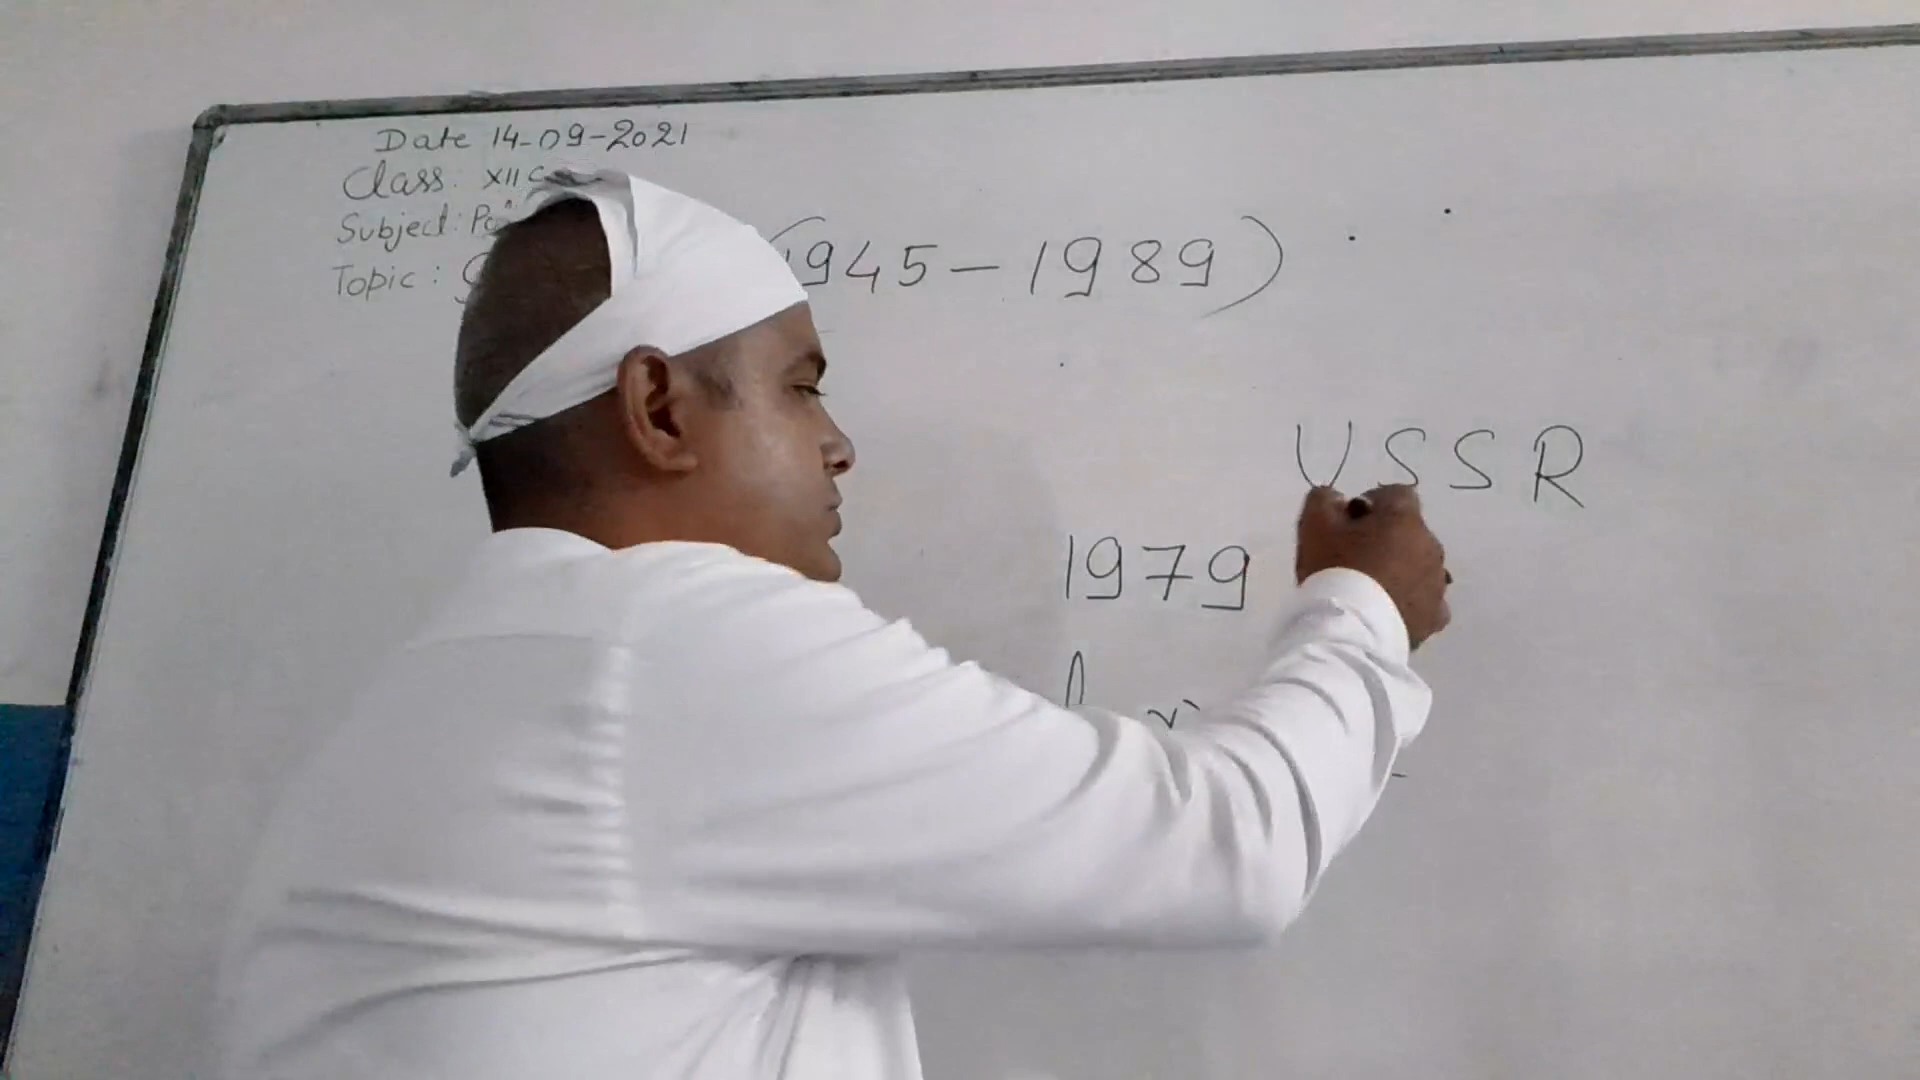 Date 14-09-2021
Class: XII
Subject:
Topic:
(1945-1989)
USSR
1979